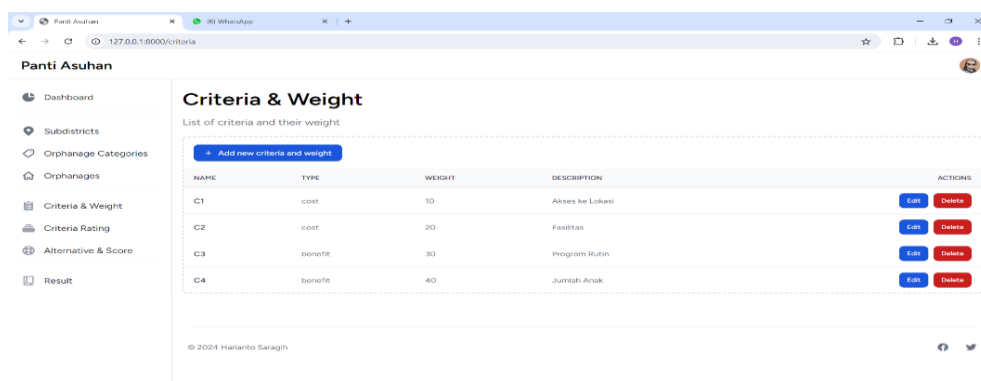 Panti Asuhan
(6) WhatsApp
127.0.0.1:8000/criteria
H
Panti Asuhan
Dashboard
Subdistricts
Orphanage Categories
Orphanages
Criteria & Weight
Criteria Rating
Alternative & Score
Result
Criteria & Weight
List of criteria and their weight
+ Add new criteria and weight
NAME TYPE WEIGHT DESCRIPTION ACTIONS
C1 cost 10 Akses ke Lokasi Edit Delete
C2 cost 20 Fasilitas Edit Delete
C3 benefit 30 Program Rutin Edit Delete
C4 benefit 40 Jumlah Anak Edit Delete
© 2024 Harianto Saragih